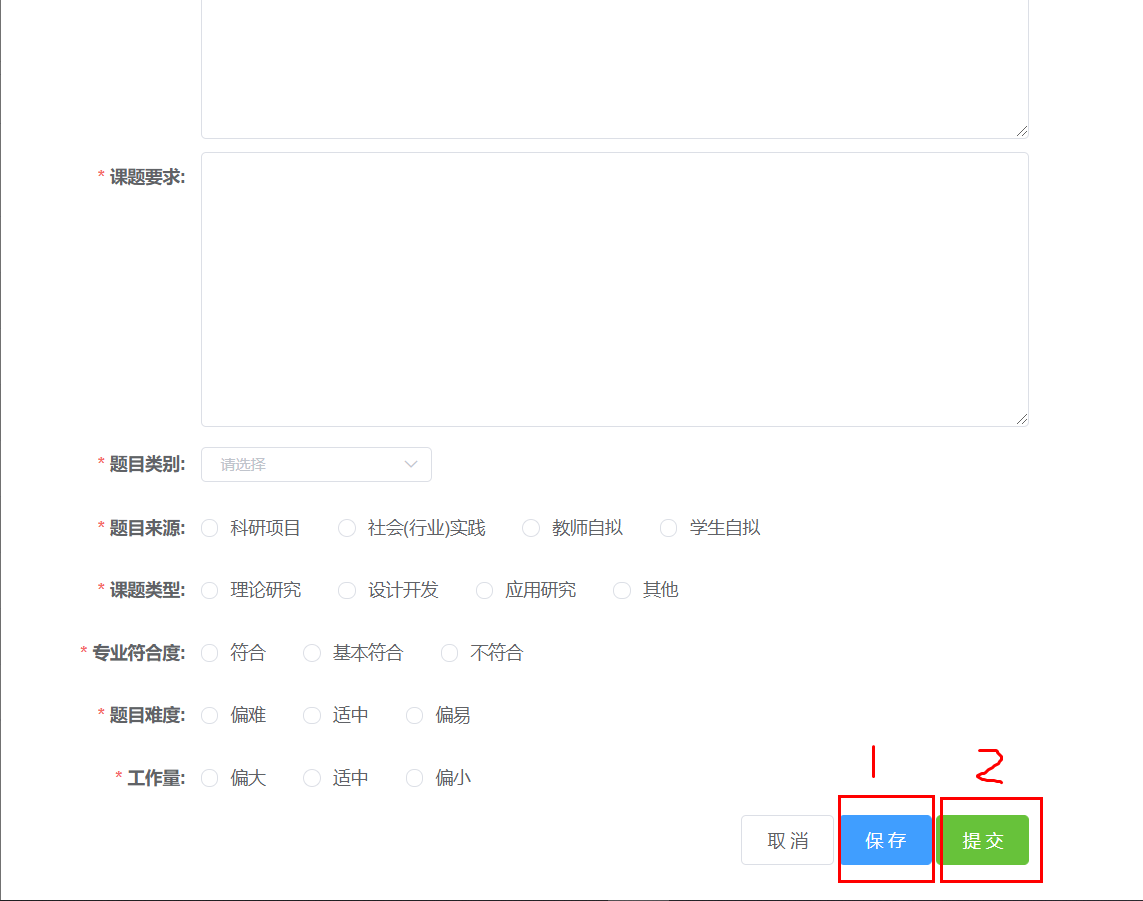 * 课题要求:
* 题目类别: 请选择
* 题目来源: 科研项目 社会(行业)实践 教师自拟 学生自拟
* 课题类型: 理论研究 设计开发 应用研究 其他
* 专业符合度: 符合 基本符合 不符合
* 题目难度: 偏难 适中 偏易
* 工作量: 偏大 适中 偏小
1 2
取消 保存 提交